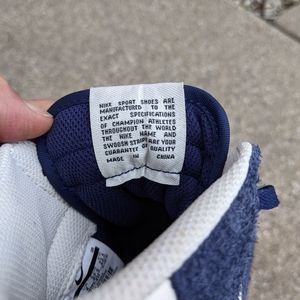 NIKE SPORT SHOES ARE
MANUFACTURED TO THE
EXACT SPECIFICATIONS
OF CHAMPION ATHLETES
THROUGHOUT THE WORLD
THE NIKE NAME AND
SWOOSH STRIPE ARE YOUR
GUARANTEE OF QUALITY
MADE IN CHINA